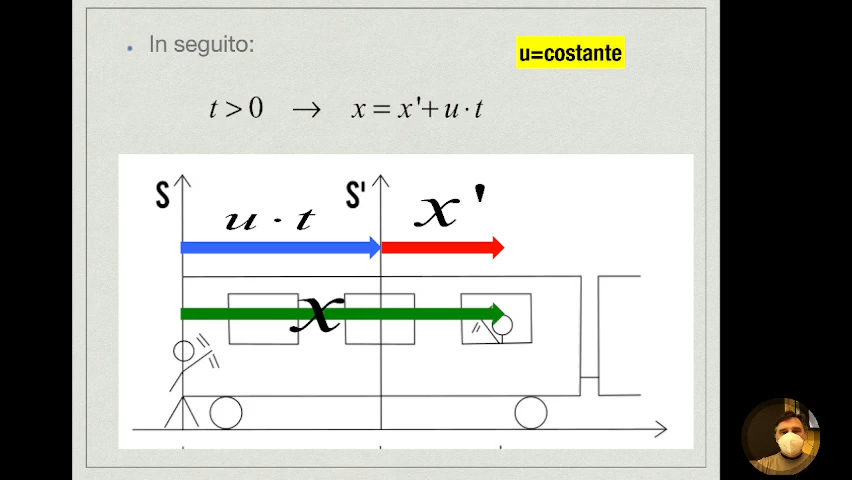 In seguito:
u=costante
t > 0 → x = x'+ u · t
S
S'
u · t
x'
x